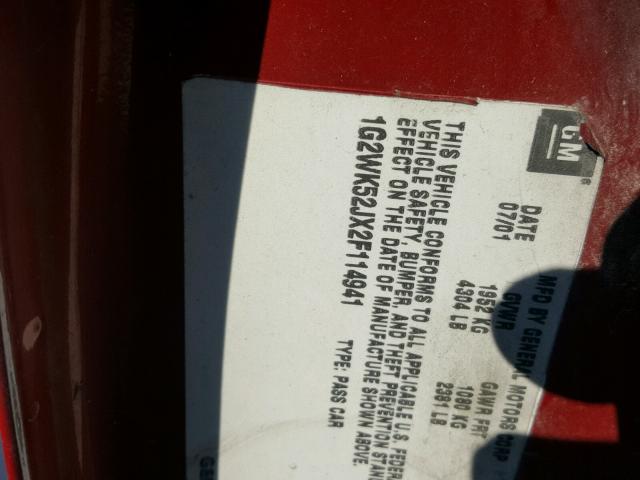 GM
MFD BY GENERAL MOTORS CORP
DATE GVWR GAWR FRT
07/01 1952 KG 1080 KG
4304 LB 2381 LB
THIS VEHICLE CONFORMS TO ALL APPLICABLE U.S. FEDER
VEHICLE SAFETY, BUMPER, AND THEFT PREVENTION STAN
EFFECT ON THE DATE OF MANUFACTURE SHOWN ABOVE.
1G2WK52JX2F114941 TYPE: PASS CAR